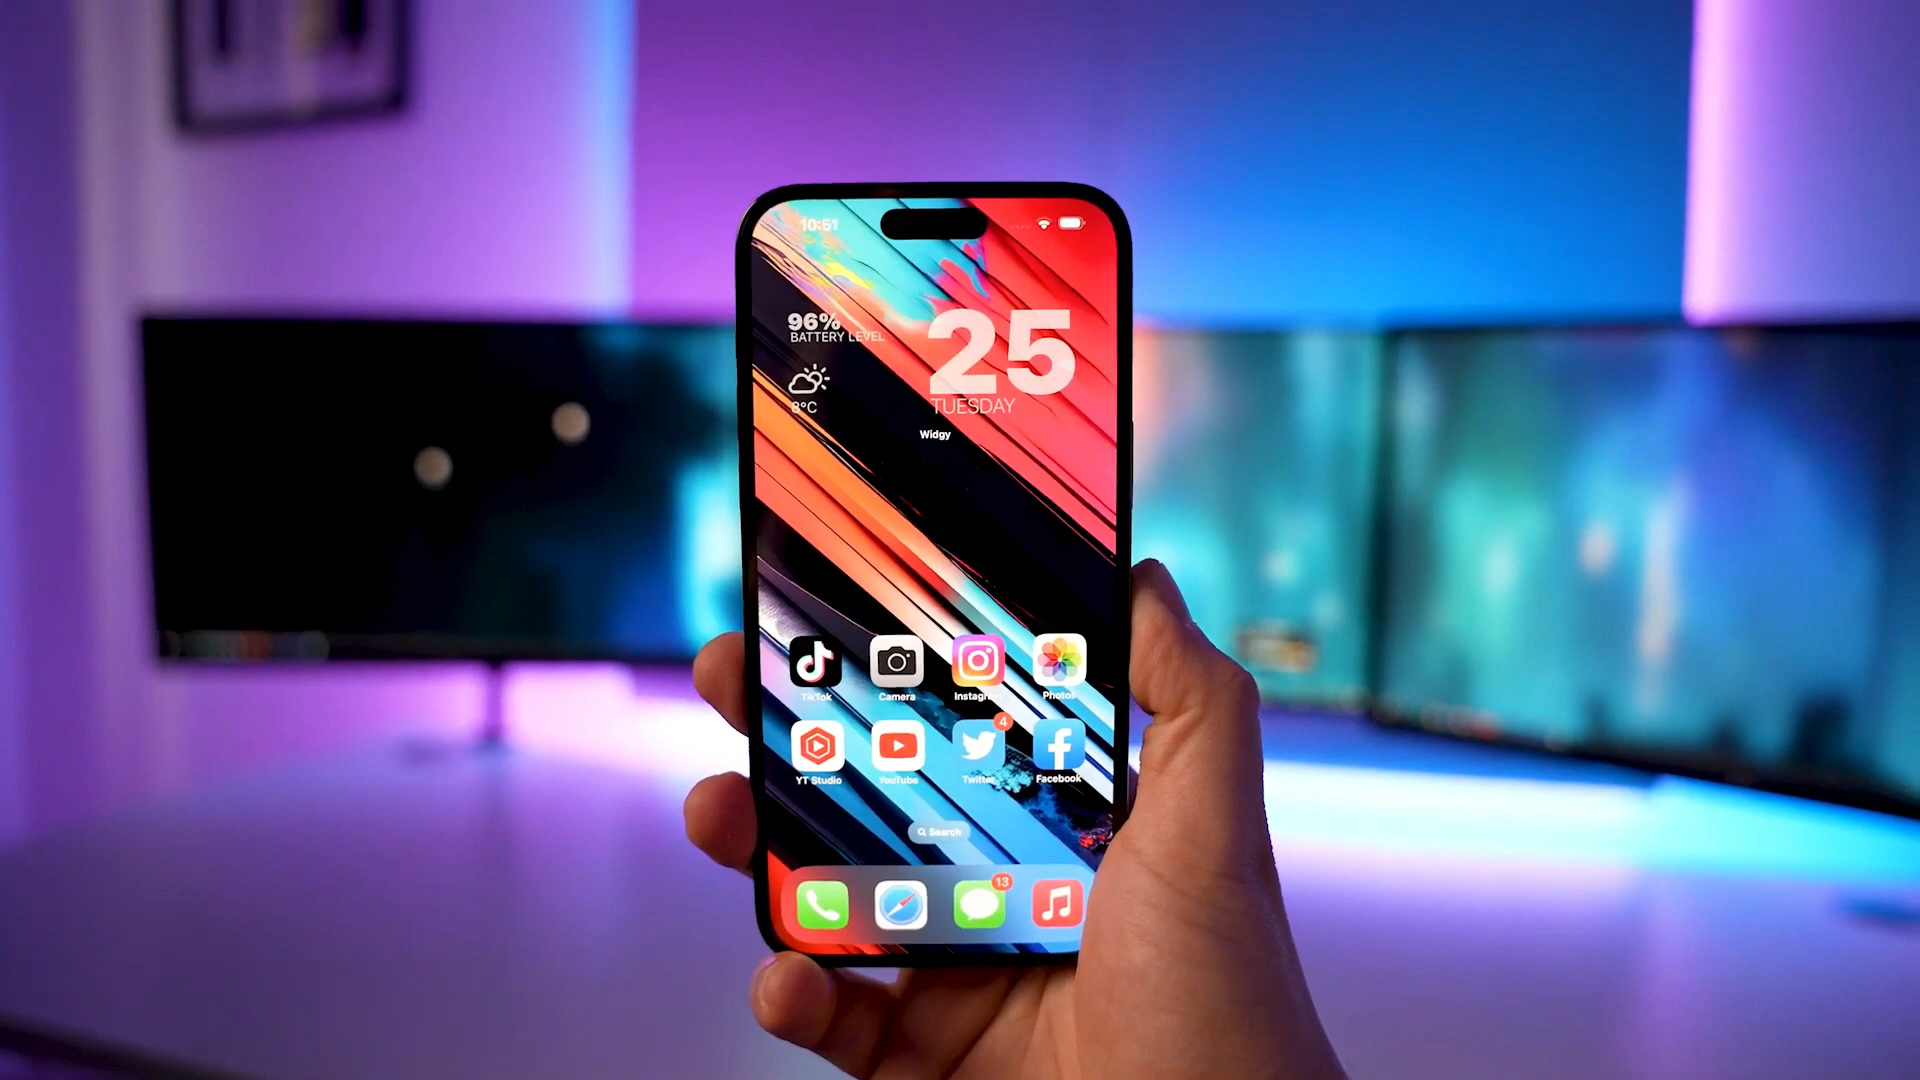 10:51
96%
BATTERY LEVEL
8°C
25
TUESDAY
Widgy
TikTok
Camera
Instagram
Photos
YT Studio
YouTube
4
Twitter
Facebook
Search
13